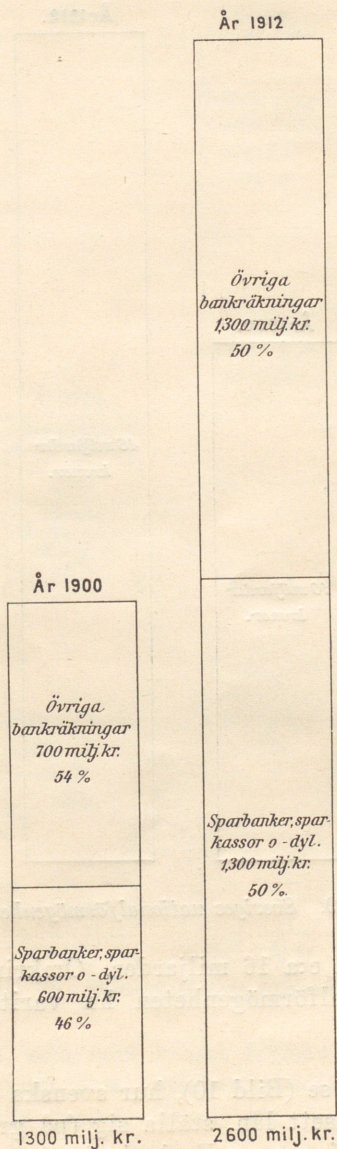 År 1912
Övriga
bankräkningar
1,300 milj. kr.
50 %
År 1900
Övriga
bankräkningar
700 milj. kr.
54 %
Sparbanker, spar-
kassor o - dyl.
1,300 milj. kr.
50 %.
Sparbanker, spar-
kassor o - dyl.
600 milj. kr.
46 %
1300 milj. kr.
2600 milj. kr.